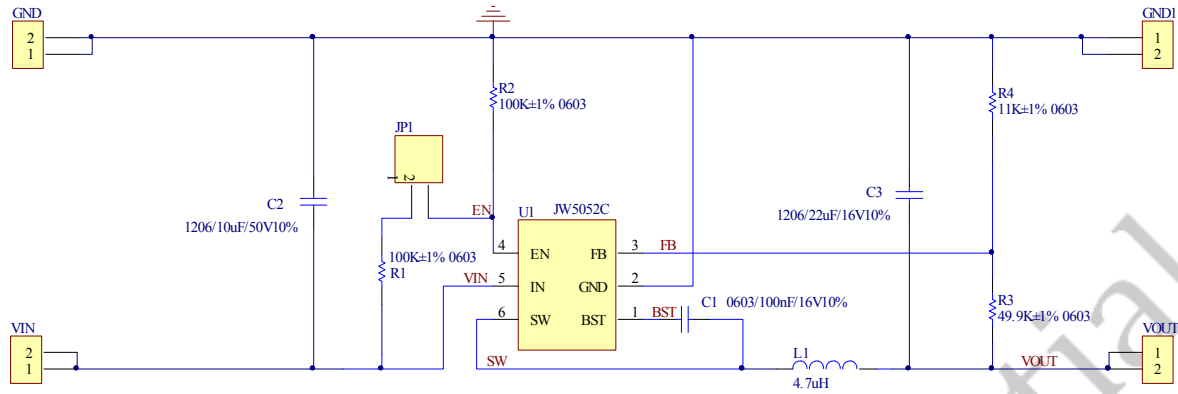 GND
2
1
GND1
1
2
R2
100K±1% 0603
R4
11K±1% 0603
JP1
1
2
C2
1206/10uF/50V10%
C3
1206/22uF/16V10%
EN
U1
JW5052C
4
EN
FB
3
FB
100K±1% 0603
R1
VIN
5
IN
GND
2
6
SW
BST
1
BST
C1 0603/100nF/16V10%
R3
49.9K±1% 0603
VIN
2
1
SW
L1
4.7uH
VOUT
VOUT
1
2
tial